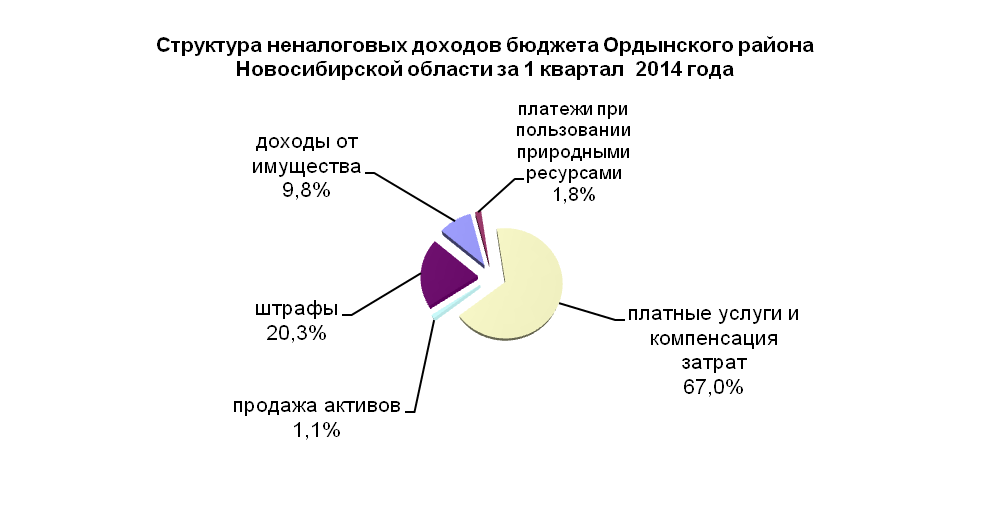 Структура неналоговых доходов бюджета Ордынского района
Новосибирской области за 1 квартал 2014 года
платежи при
пользовании
природными
ресурсами
1,8%
доходы от
имущества
9,8%
штрафы
20,3%
платные услуги и
компенсация
затрат
67,0%
продажа активов
1,1%